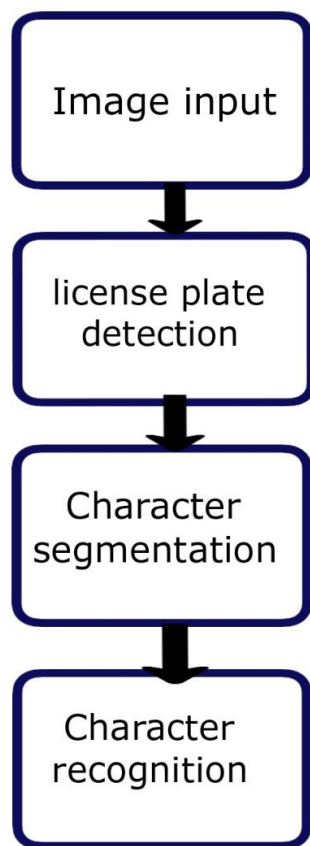 Image input
license plate
detection
Character
segmentation
Character
recognition